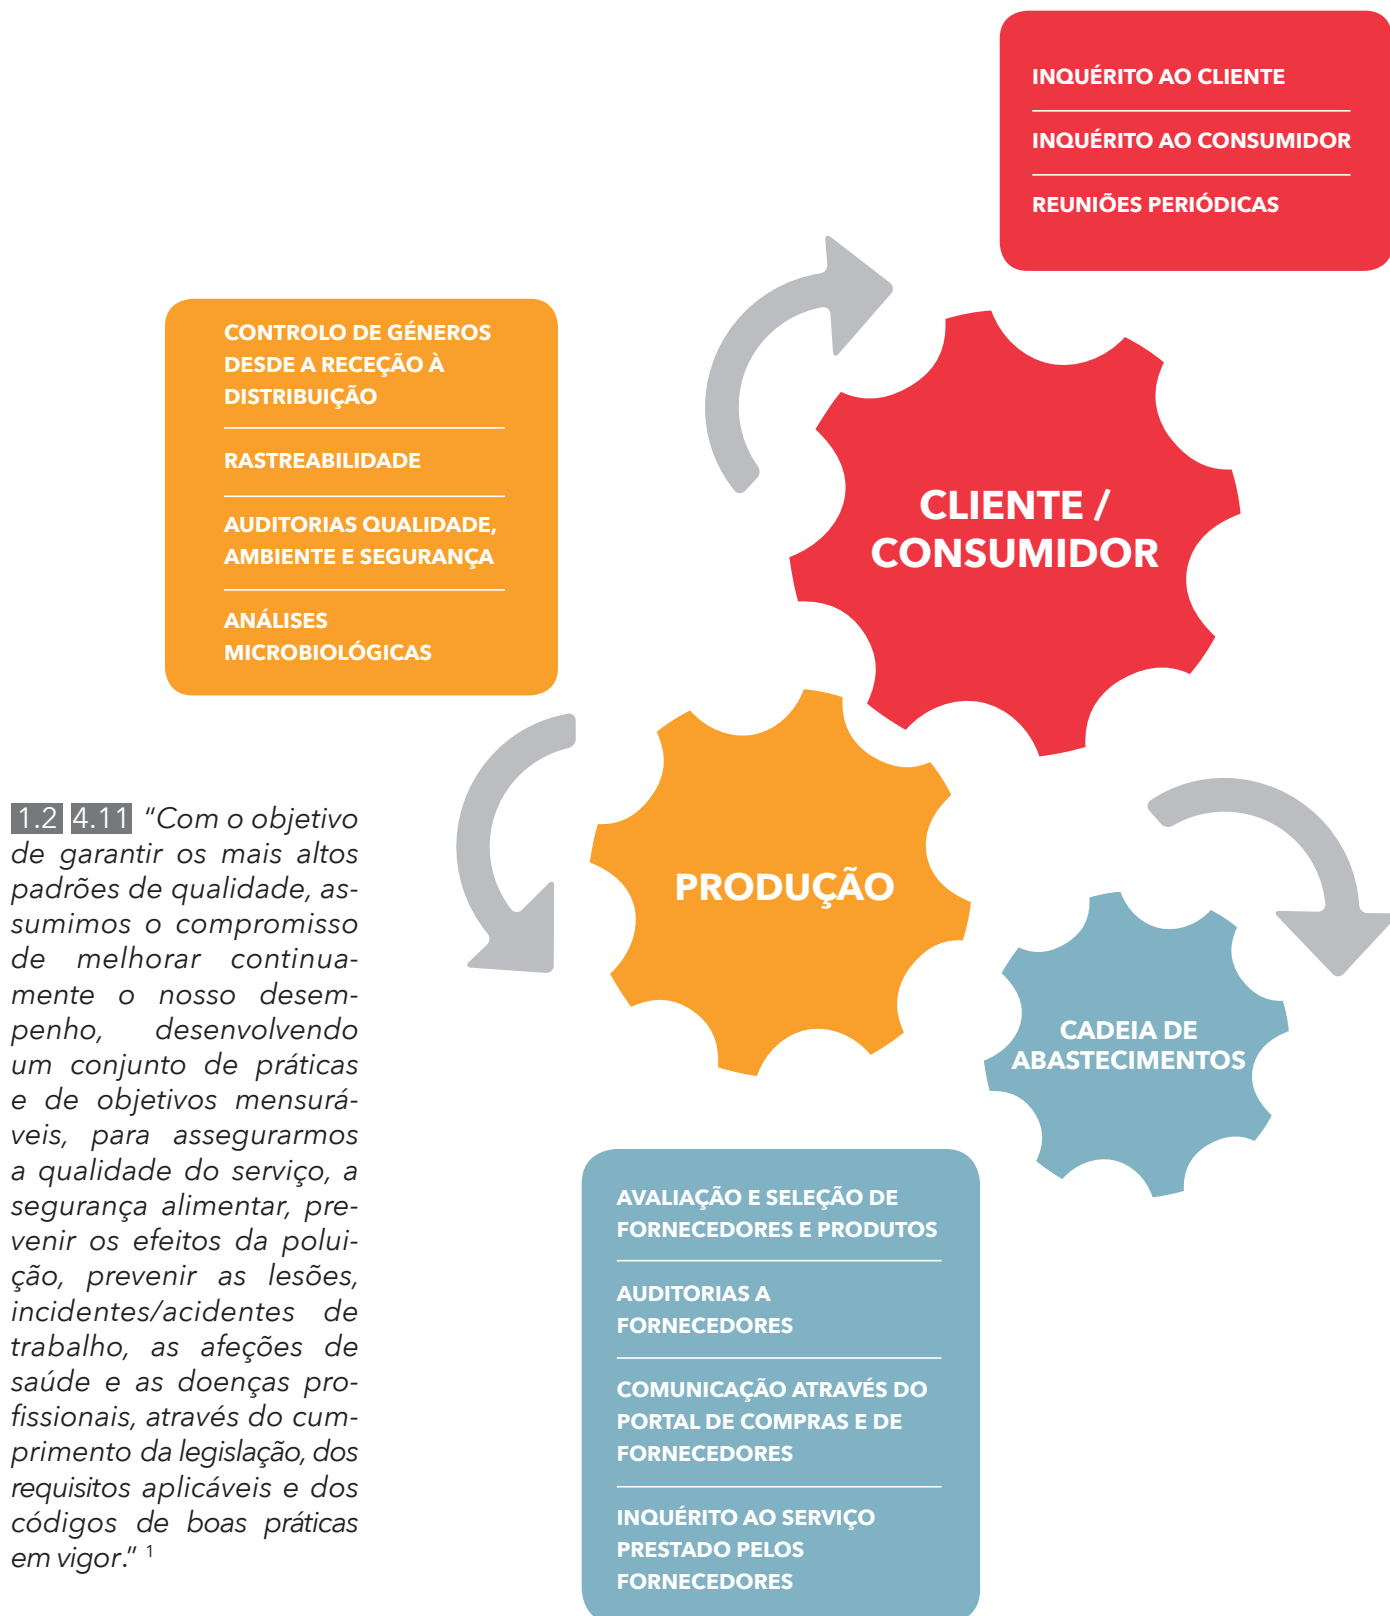 INQUÉRITO AO CLIENTE
INQUÉRITO AO CONSUMIDOR
REUNIÕES PERIÓDICAS
CONTROLO DE GÉNEROS
DESDE A RECEÇÃO À
DISTRIBUIÇÃO
RASTREABILIDADE
AUDITORIAS QUALIDADE,
AMBIENTE E SEGURANÇA
ANÁLISES
MICROBIOLÓGICAS
CLIENTE /
CONSUMIDOR
PRODUÇÃO
CADEIA DE
ABASTECIMENTOS
1.2 4.11 “Com o objetivo
de garantir os mais altos
padrões de qualidade, as-
sumimos o compromisso
de melhorar continua-
mente o nosso desem-
penho, desenvolvendo
um conjunto de práticas
e de objetivos mensurá-
veis, para assegurarmos
a qualidade do serviço, a
segurança alimentar, pre-
venir os efeitos da polui-
ção, prevenir as lesões,
incidentes/acidentes de
trabalho, as afeções de
saúde e as doenças pro-
fissionais, através do cum-
primento da legislação, dos
requisitos aplicáveis e dos
códigos de boas práticas
em vigor.” 1
AVALIAÇÃO E SELEÇÃO DE
FORNECEDORES E PRODUTOS
AUDITORIAS A
FORNECEDORES
COMUNICAÇÃO ATRAVÉS DO
PORTAL DE COMPRAS E DE
FORNECEDORES
INQUÉRITO AO SERVIÇO
PRESTADO PELOS
FORNECEDORES